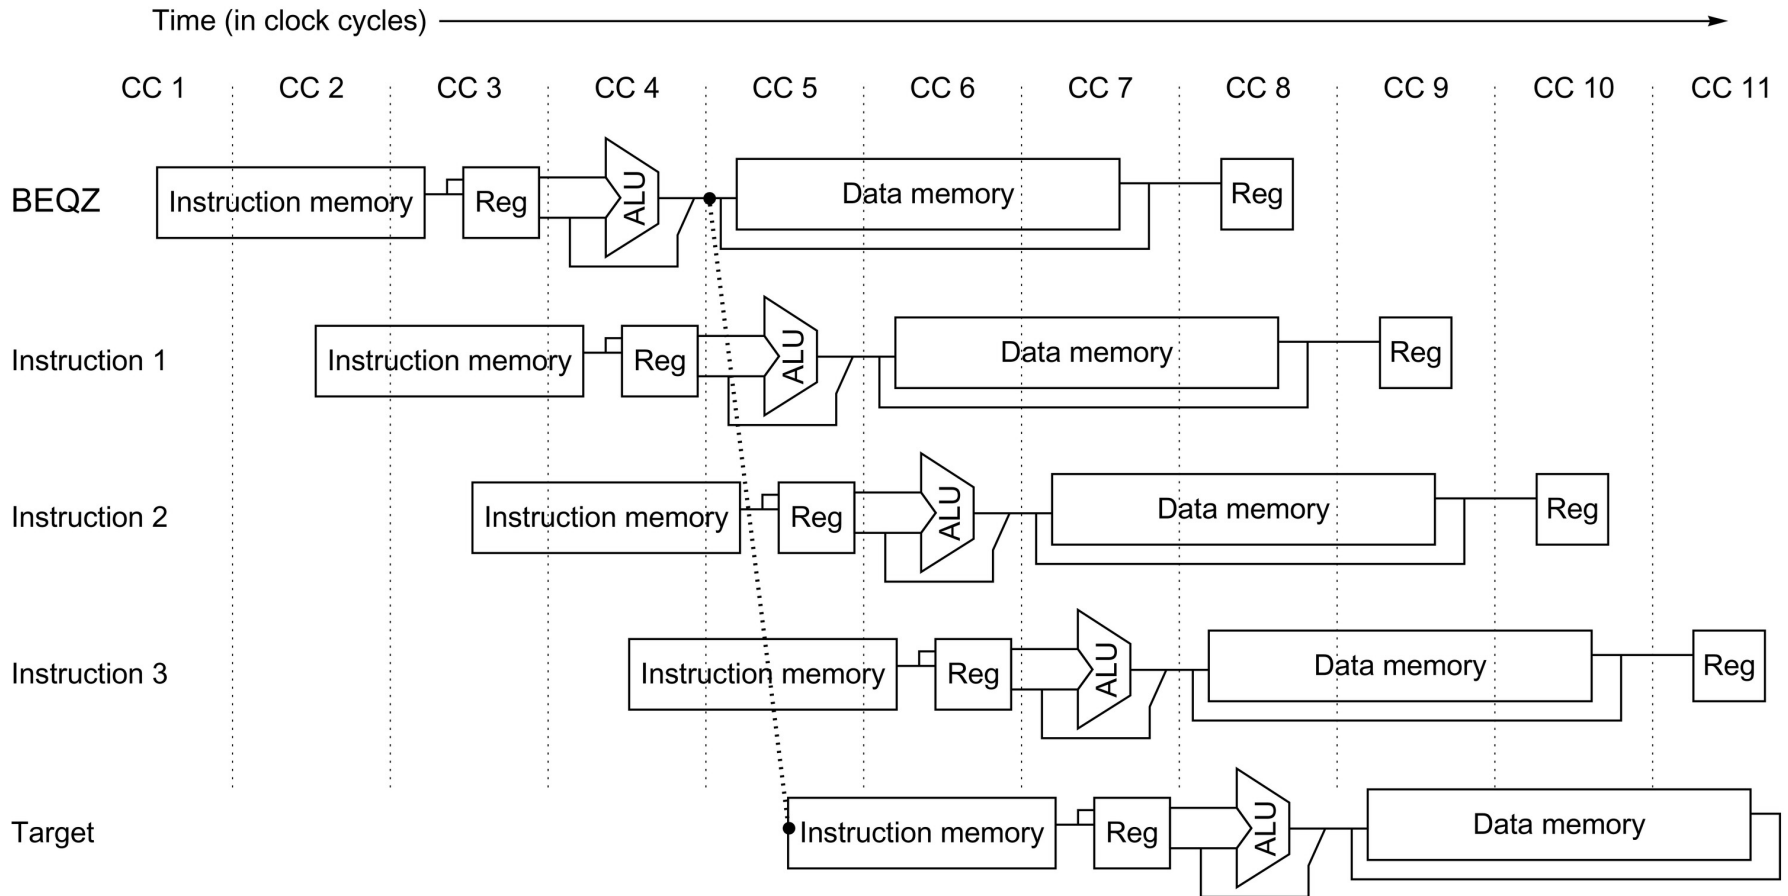 Time (in clock cycles)
CC 1 CC 2 CC 3 CC 4 CC 5 CC 6 CC 7 CC 8 CC 9 CC 10 CC 11
BEQZ Instruction memory Reg ALU Data memory Reg
Instruction 1 Instruction memory Reg ALU Data memory Reg
Instruction 2 Instruction memory Reg ALU Data memory Reg
Instruction 3 Instruction memory Reg ALU Data memory Reg
Target Instruction memory Reg ALU Data memory